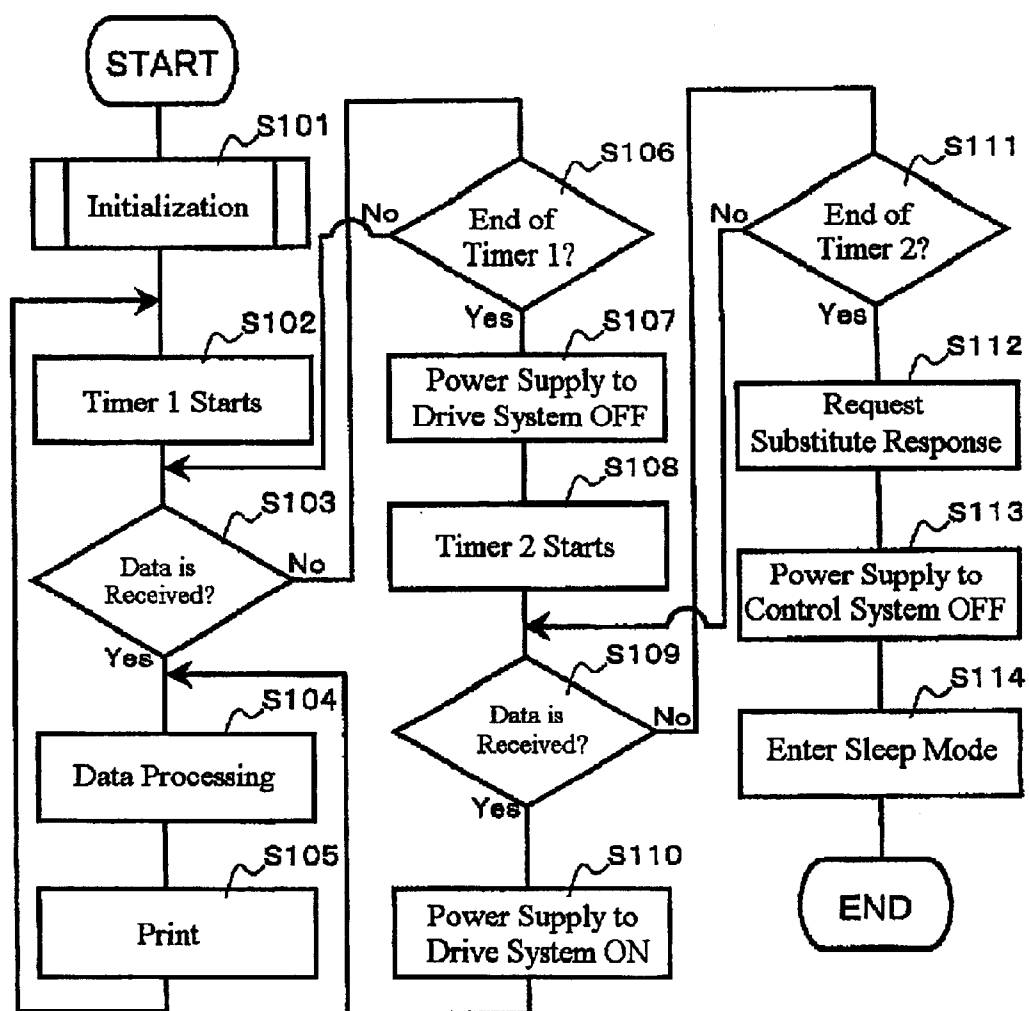 START
S101
Initialization
S102
Timer 1 Starts
S103
Data is
Received?
No
Yes
S104
Data Processing
S105
Print
S106
No
End of
Timer 1?
Yes
S107
Power Supply to
Drive System OFF
S108
Timer 2 Starts
S109
Data is
Received?
No
Yes
S110
Power Supply to
Drive System ON
S111
No
End of
Timer 2?
Yes
S112
Request
Substitute Response
S113
Power Supply to
Control System OFF
S114
Enter Sleep Mode
END